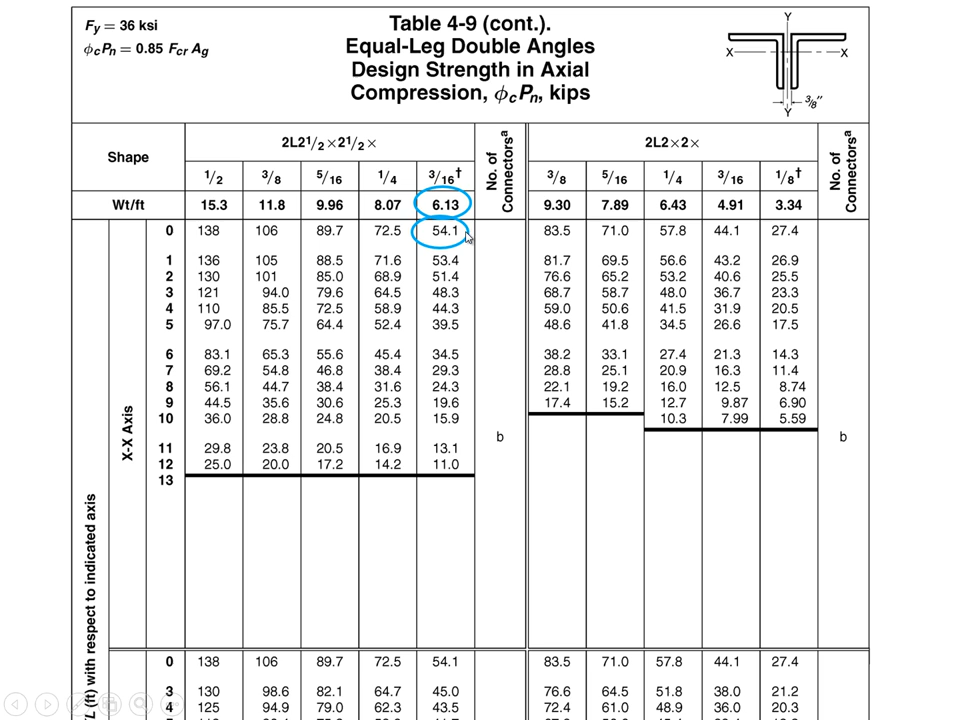 Fy = 36 ksi
ϕcPn = 0.85 Fcr Ag
Table 4-9 (cont.).
Equal-Leg Double Angles
Design Strength in Axial
Compression, ϕcPn, kips
Y
X X
3/8″
Y
Shape 2L2 1/2 × 2 1/2 × No. of Connectorsᵃ 2L2×2× No. of Connectorsᵃ
1/2 3/8 5/16 1/4 3/16† 3/8 5/16 1/4 3/16 1/8†
Wt/ft 15.3 11.8 9.96 8.07 6.13 9.30 7.89 6.43 4.91 3.34
0 138 106 89.7 72.5 54.1 83.5 71.0 57.8 44.1 27.4
1 136 105 88.5 71.6 53.4 81.7 69.5 56.6 43.2 26.9
2 130 101 85.0 68.9 51.4 76.6 65.2 53.2 40.6 25.5
3 121 94.0 79.6 64.5 48.3 68.7 58.7 48.0 36.7 23.3
4 110 85.5 72.5 58.9 44.3 59.0 50.6 41.5 31.9 20.5
5 97.0 75.7 64.4 52.4 39.5 48.6 41.8 34.5 26.6 17.5
6 83.1 65.3 55.6 45.4 34.5 38.2 33.1 27.4 21.3 14.3
7 69.2 54.8 46.8 38.4 29.3 28.8 25.1 20.9 16.3 11.4
8 56.1 44.7 38.4 31.6 24.3 22.1 19.2 16.0 12.5 8.74
9 44.5 35.6 30.6 25.3 19.6 17.4 15.2 12.7 9.87 6.90
10 36.0 28.8 24.8 20.5 15.9 10.3 7.99 5.59
b b
11 29.8 23.8 20.5 16.9 13.1
12 25.0 20.0 17.2 14.2 11.0
13
X-X Axis
L (ft) with respect to indicated axis
0 138 106 89.7 72.5 54.1 83.5 71.0 57.8 44.1 27.4
3 130 98.6 82.1 64.7 45.0 76.6 64.5 51.8 38.0 21.2
4 125 94.9 79.0 62.3 43.5 72.4 61.0 48.9 36.0 20.3